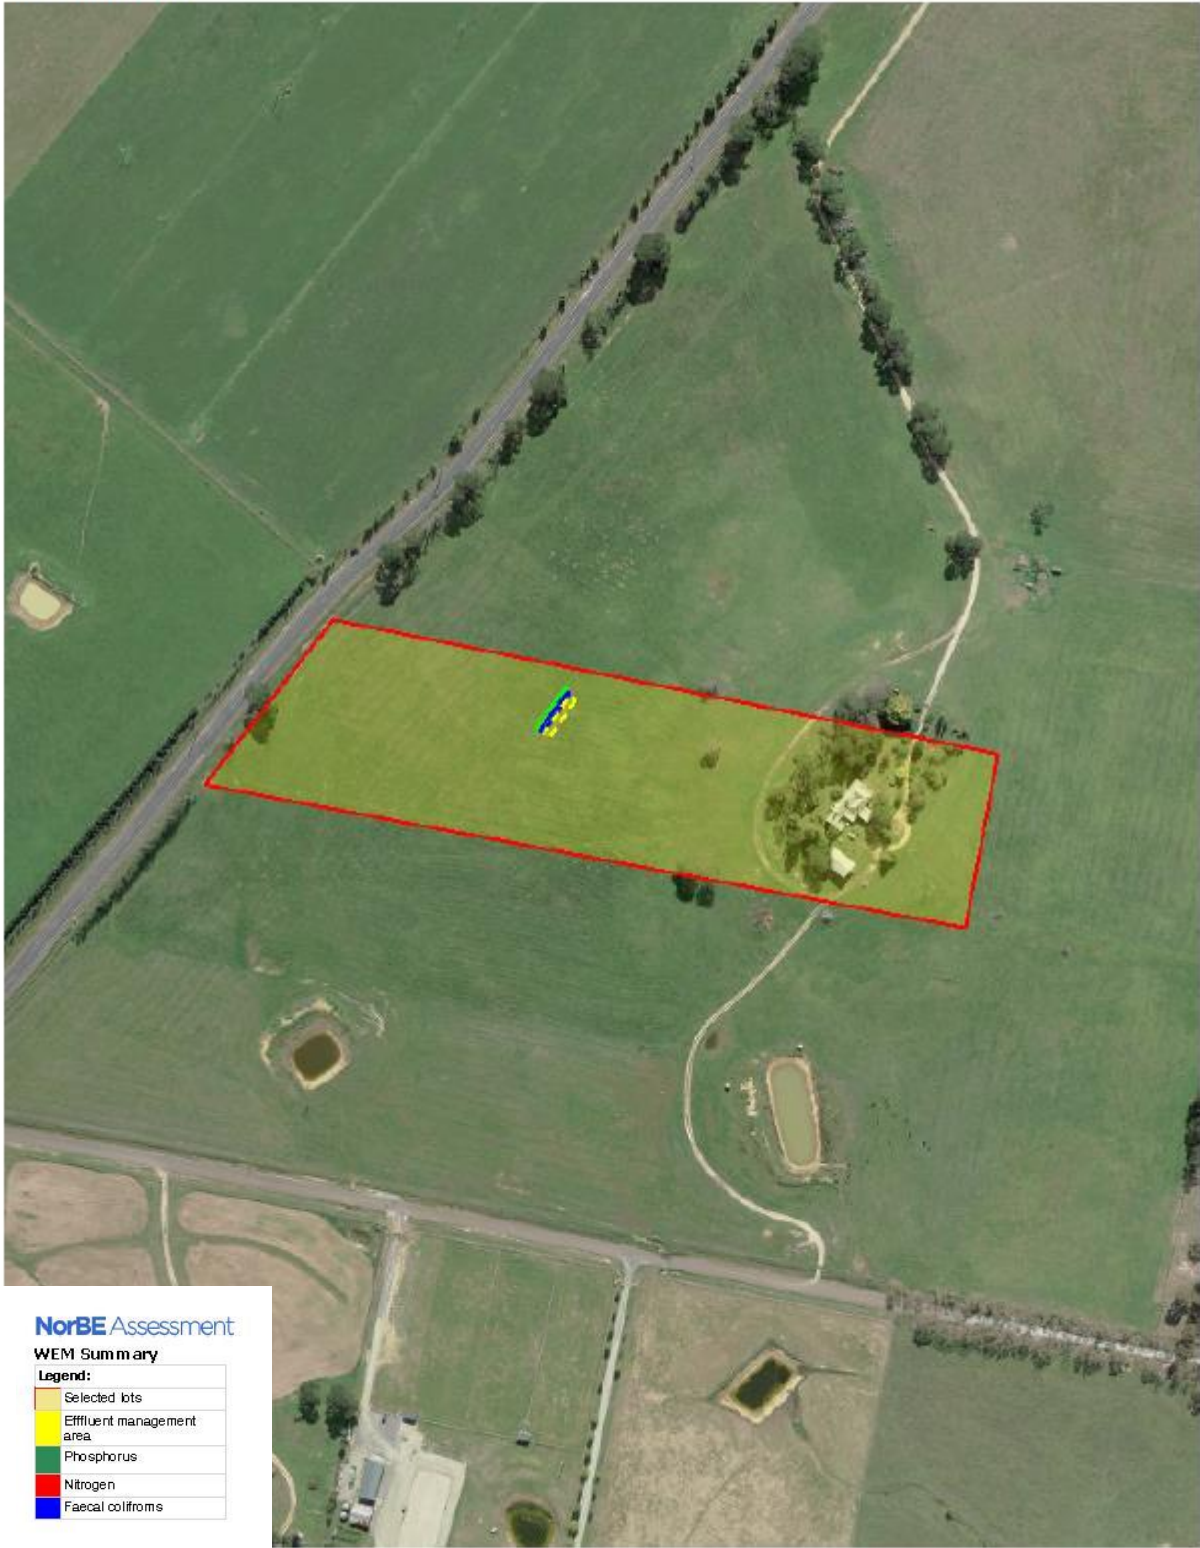 NorBE Assessment
WEM Summary
Legend:
Selected lots
Efffluent management
area
Phosphorus
Nitrogen
Faecal colifroms